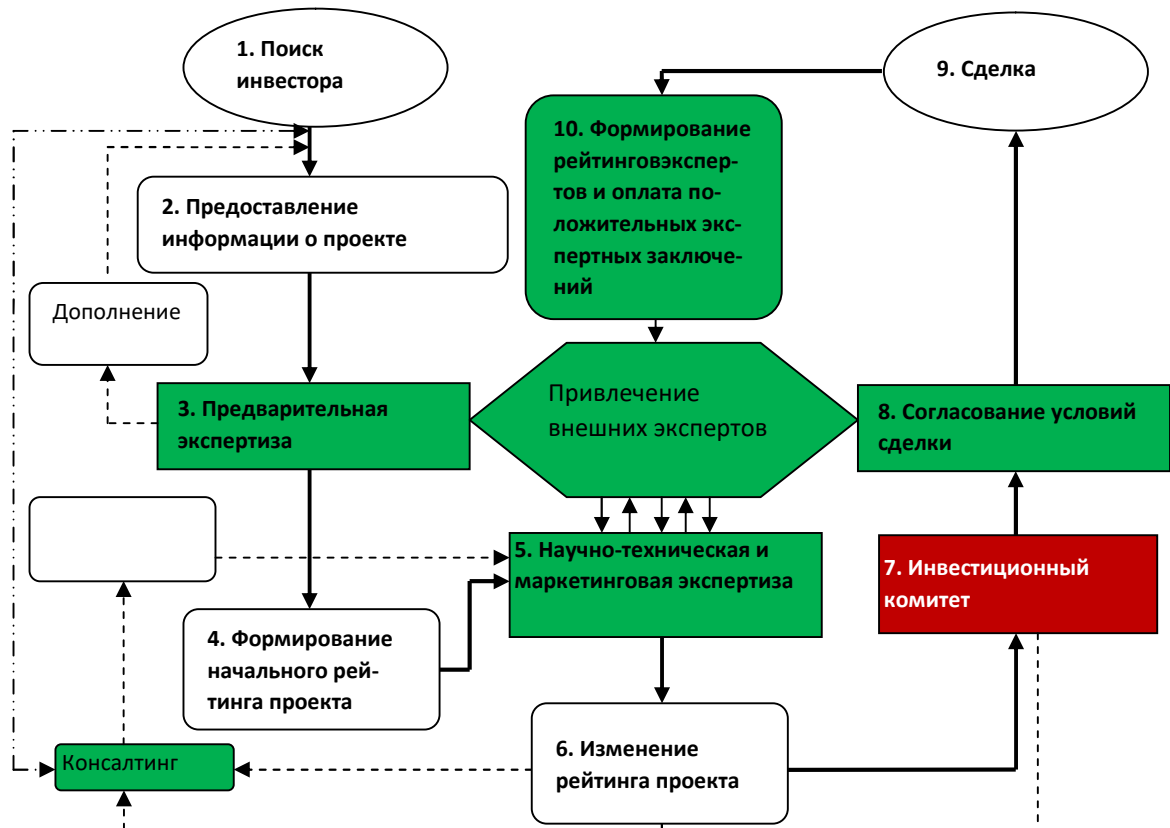 1. Поиск
инвестора
9. Сделка
10. Формирование
рейтинговэкспер-
тов и оплата по-
ложительных экс-
пертных заключе-
ний
2. Предоставление
информации о проекте
Дополнение
3. Предварительная
экспертиза
Привлечение
внешних экспертов
8. Согласование условий
сделки
5. Научно-техническая и
маркетинговая экспертиза
7. Инвестиционный
комитет
4. Формирование
начального рей-
тинга проекта
6. Изменение
рейтинга проекта
Консалтинг